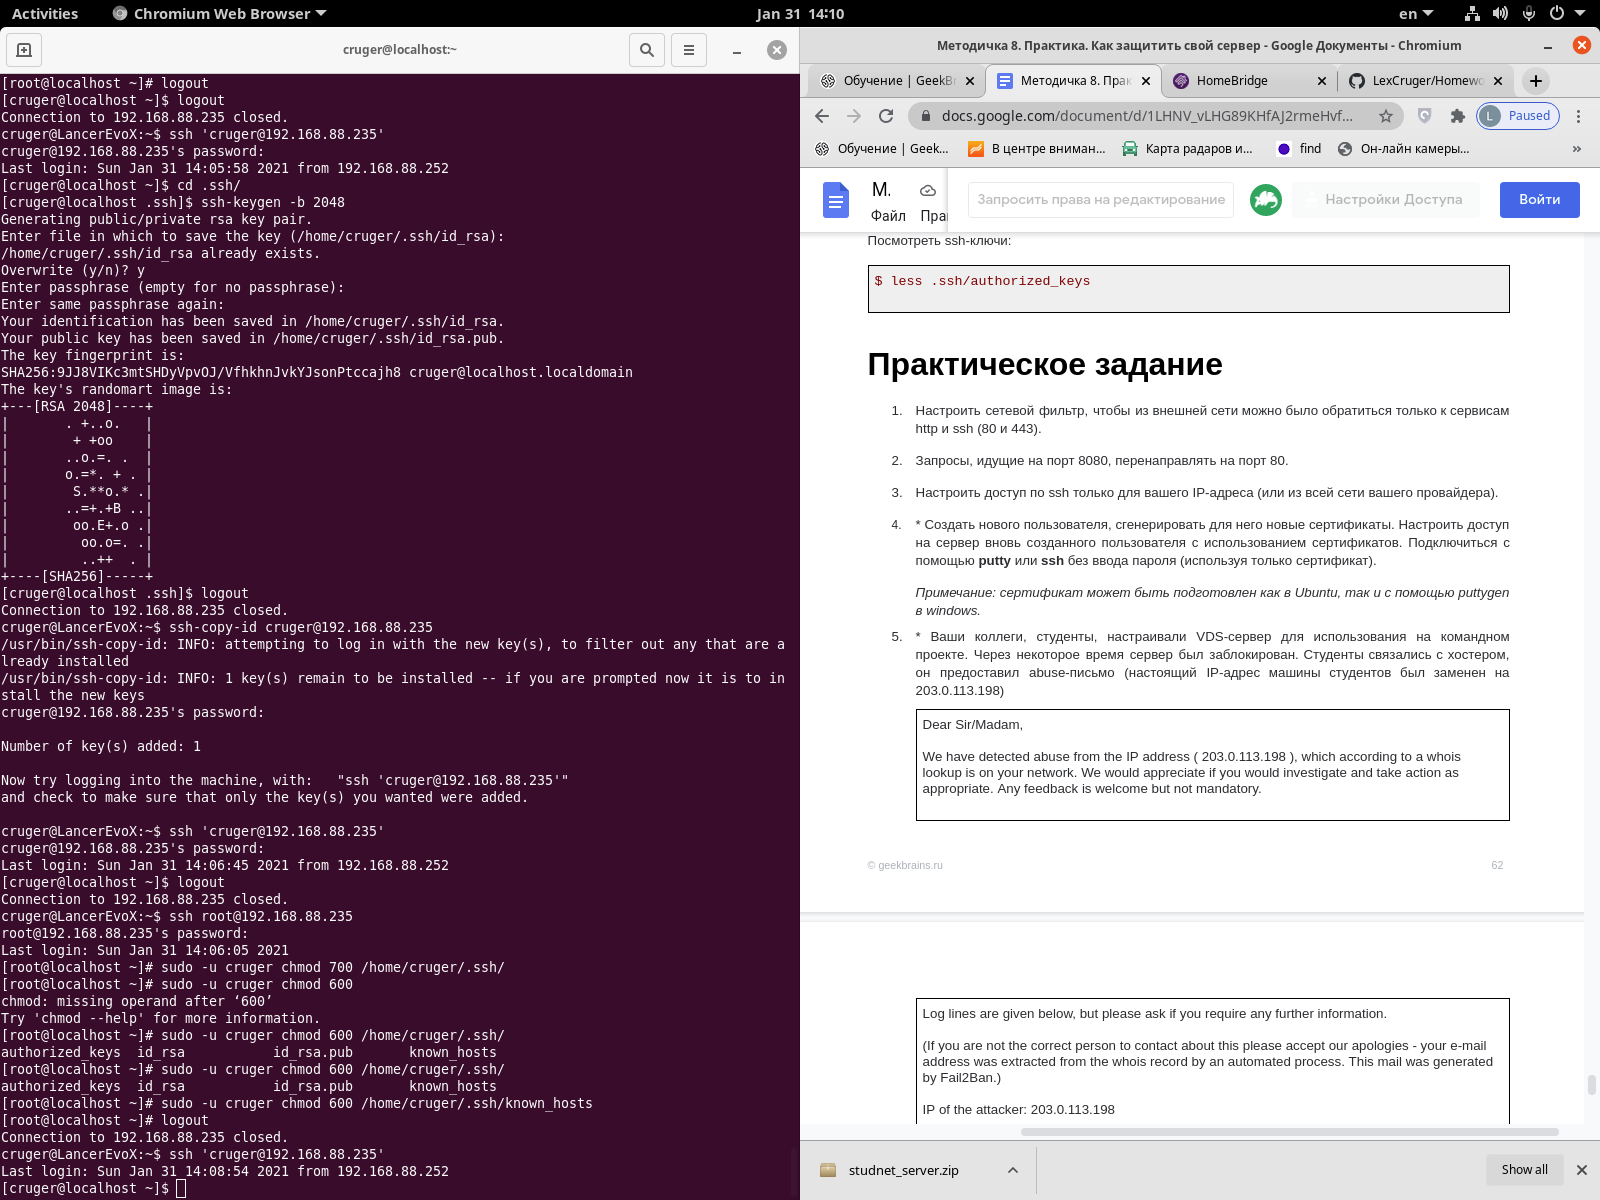 Activities
Chromium Web Browser
Jan 31 14:10
en
cruger@localhost:~
[root@localhost ~]# logout
[cruger@localhost ~]$ logout
Connection to 192.168.88.235 closed.
cruger@LancerEvoX:~$ ssh 'cruger@192.168.88.235'
cruger@192.168.88.235's password:
Last login: Sun Jan 31 14:05:58 2021 from 192.168.88.252
[cruger@localhost ~]$ cd .ssh/
[cruger@localhost .ssh]$ ssh-keygen -b 2048
Generating public/private rsa key pair.
Enter file in which to save the key (/home/cruger/.ssh/id_rsa):
/home/cruger/.ssh/id_rsa already exists.
Overwrite (y/n)? y
Enter passphrase (empty for no passphrase):
Enter same passphrase again:
Your identification has been saved in /home/cruger/.ssh/id_rsa.
Your public key has been saved in /home/cruger/.ssh/id_rsa.pub.
The key fingerprint is:
SHA256:9JJ8VIKc3mtSHDyVpvOJ/VfhkhnJvkYJsonPtccajh8 cruger@localhost.localdomain
The key's randomart image is:
+---[RSA 2048]----+
|       . +..o.   |
|        + +oo    |
|       ..o.=. .  |
|       o.=*. + . |
|        S.**o.* .|
|       ..=+.+B ..|
|        oo.E+.o .|
|         oo.o=. .|
|         ..++  . |
+----[SHA256]-----+
[cruger@localhost .ssh]$ logout
Connection to 192.168.88.235 closed.
cruger@LancerEvoX:~$ ssh-copy-id cruger@192.168.88.235
/usr/bin/ssh-copy-id: INFO: attempting to log in with the new key(s), to filter out any that are a
lready installed
/usr/bin/ssh-copy-id: INFO: 1 key(s) remain to be installed -- if you are prompted now it is to in
stall the new keys
cruger@192.168.88.235's password:
Number of key(s) added: 1
Now try logging into the machine, with:   "ssh 'cruger@192.168.88.235'"
and check to make sure that only the key(s) you wanted were added.
cruger@LancerEvoX:~$ ssh 'cruger@192.168.88.235'
cruger@192.168.88.235's password:
Last login: Sun Jan 31 14:06:45 2021 from 192.168.88.252
[cruger@localhost ~]$ logout
Connection to 192.168.88.235 closed.
cruger@LancerEvoX:~$ ssh root@192.168.88.235
root@192.168.88.235's password:
Last login: Sun Jan 31 14:06:05 2021
[root@localhost ~]# sudo -u cruger chmod 700 /home/cruger/.ssh/
[root@localhost ~]# sudo -u cruger chmod 600
chmod: missing operand after ‘600’
Try 'chmod --help' for more information.
[root@localhost ~]# sudo -u cruger chmod 600 /home/cruger/.ssh/
authorized_keys  id_rsa           id_rsa.pub       known_hosts
[root@localhost ~]# sudo -u cruger chmod 600 /home/cruger/.ssh/
authorized_keys  id_rsa           id_rsa.pub       known_hosts
[root@localhost ~]# sudo -u cruger chmod 600 /home/cruger/.ssh/known_hosts
[root@localhost ~]# logout
Connection to 192.168.88.235 closed.
cruger@LancerEvoX:~$ ssh 'cruger@192.168.88.235'
Last login: Sun Jan 31 14:08:54 2021 from 192.168.88.252
[cruger@localhost ~]$
Методичка 8. Практика. Как защитить свой сервер - Google Документы - Chromium
Обучение | GeekBr
Методичка 8. Прак
HomeBridge
LexCruger/Homewo
docs.google.com/document/d/1LHNV_vLHG89KHfAJ2rmeHvf...
L
Paused
Обучение | Geek...
В центре вниман...
Карта радаров и...
find
Он-лайн камеры...
»
М.
Файл
Пра
Запросить права на редактирование
Настройки Доступа
Войти
Посмотреть ssh-ключи:
$ less .ssh/authorized_keys
Практическое задание
1. Настроить сетевой фильтр, чтобы из внешней сети можно было обратиться только к сервисам
http и ssh (80 и 443).
2. Запросы, идущие на порт 8080, перенаправлять на порт 80.
3. Настроить доступ по ssh только для вашего IP-адреса (или из всей сети вашего провайдера).
4. * Создать нового пользователя, сгенерировать для него новые сертификаты. Настроить доступ
на сервер вновь созданного пользователя с использованием сертификатов. Подключиться с
помощью putty или ssh без ввода пароля (используя только сертификат).
Примечание: сертификат может быть подготовлен как в Ubuntu, так и с помощью puttygen
в windows.
5. * Ваши коллеги, студенты, настраивали VDS-сервер для использования на командном
проекте. Через некоторое время сервер был заблокирован. Студенты связались с хостером,
он предоставил abuse-письмо (настоящий IP-адрес машины студентов был заменен на
203.0.113.198)
Dear Sir/Madam,
We have detected abuse from the IP address ( 203.0.113.198 ), which according to a whois
lookup is on your network. We would appreciate if you would investigate and take action as
appropriate. Any feedback is welcome but not mandatory.
© geekbrains.ru
62
Log lines are given below, but please ask if you require any further information.
(If you are not the correct person to contact about this please accept our apologies - your e-mail
address was extracted from the whois record by an automated process. This mail was generated
by Fail2Ban.)
IP of the attacker: 203.0.113.198
studnet_server.zip
Show all